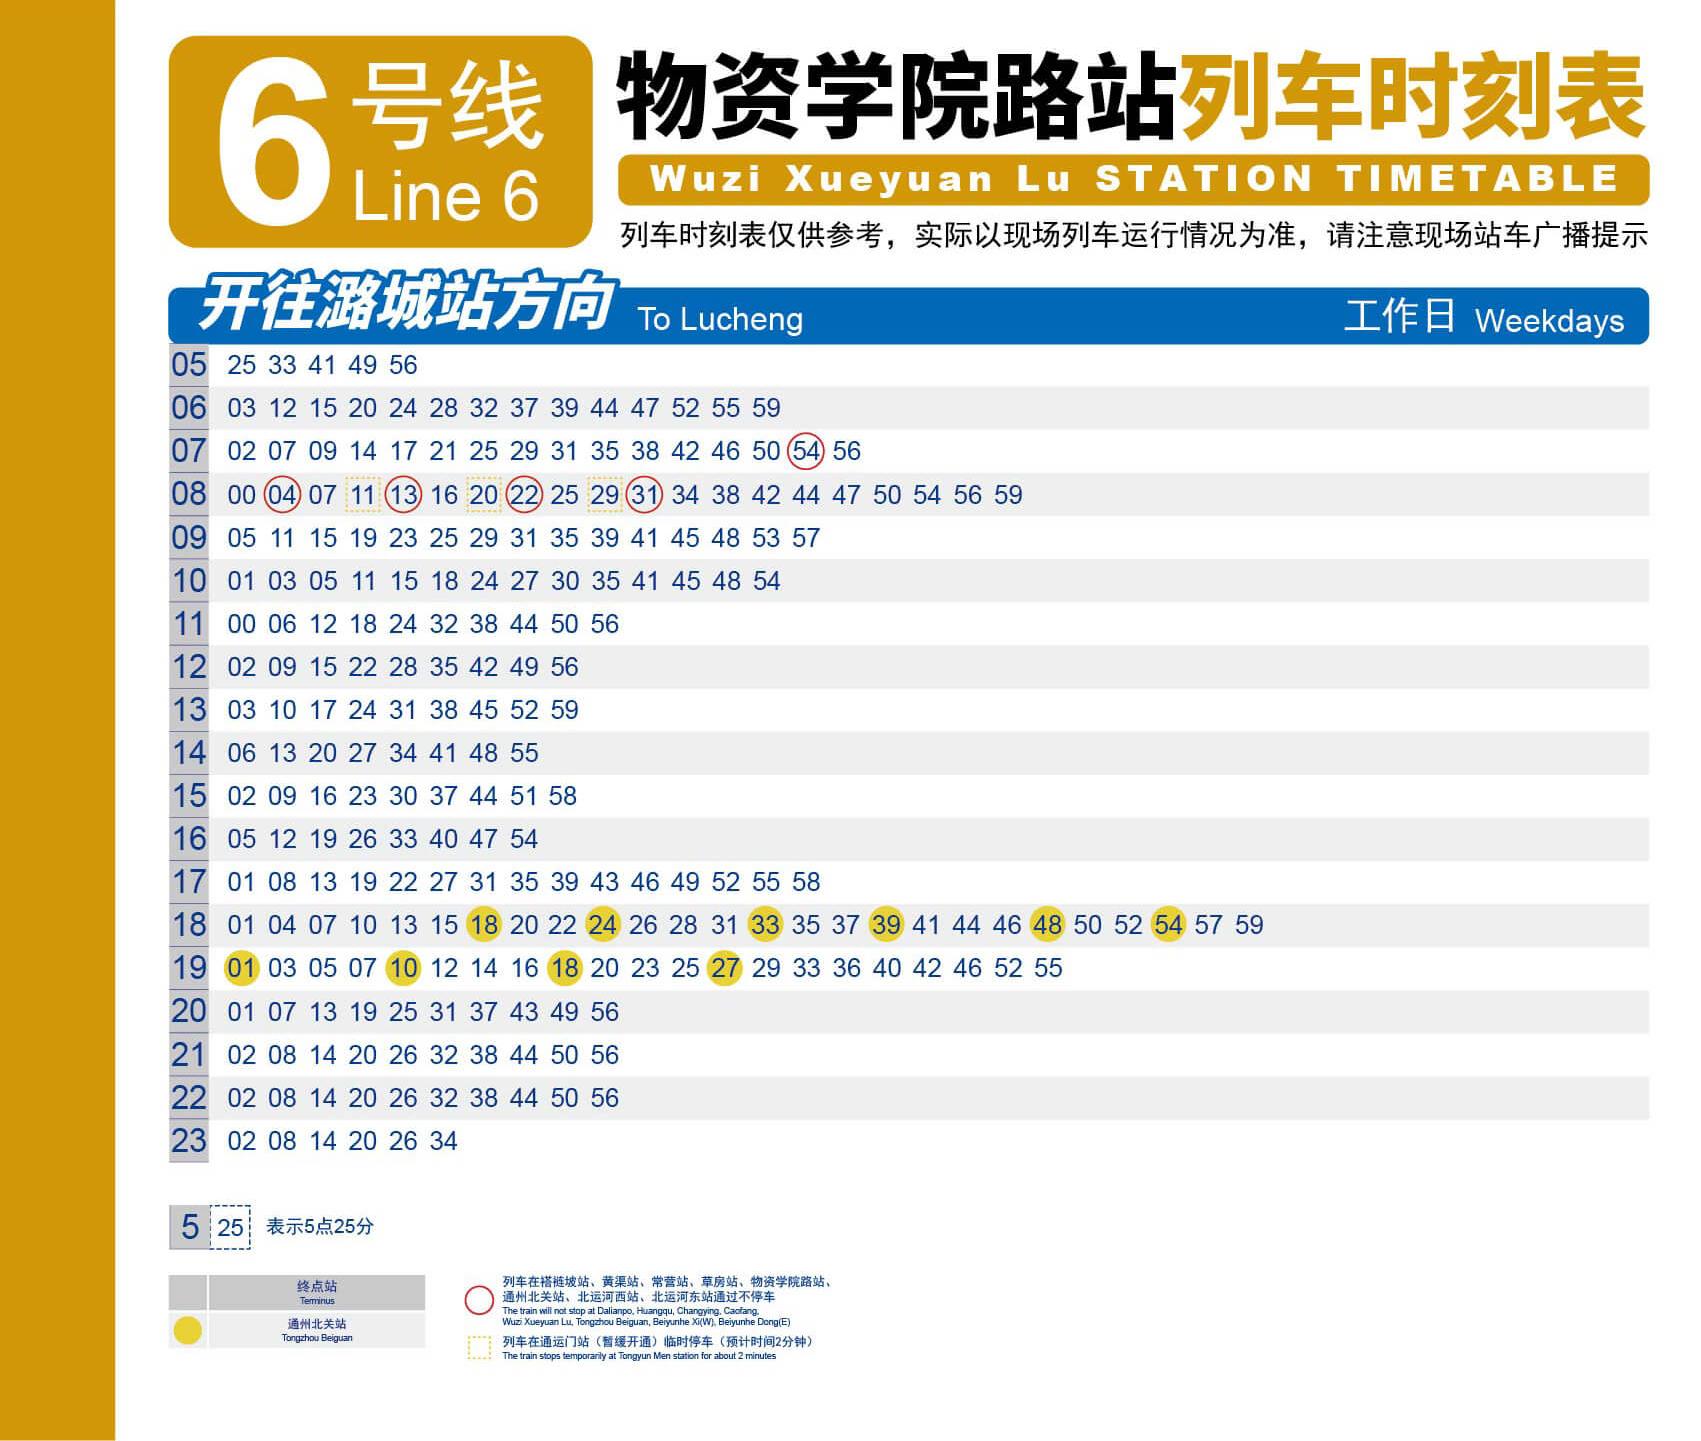 6号线
Line 6
物资学院路站列车时刻表
Wuzi Xueyuan Lu STATION TIMETABLE
列车时刻表仅供参考，实际以现场列车运行情况为准，请注意现场站车广播提示
开往潞城站方向 To Lucheng 工作日 Weekdays
05 25 33 41 49 56
06 03 12 15 20 24 28 32 37 39 44 47 52 55 59
07 02 07 09 14 17 21 25 29 31 35 38 42 46 50 54 56
08 00 04 07 11 13 16 20 22 25 29 31 34 38 42 44 47 50 54 56 59
09 05 11 15 19 23 25 29 31 35 39 41 45 48 53 57
10 01 03 05 11 15 18 24 27 30 35 41 45 48 54
11 00 06 12 18 24 32 38 44 50 56
12 02 09 15 22 28 35 42 49 56
13 03 10 17 24 31 38 45 52 59
14 06 13 20 27 34 41 48 55
15 02 09 16 23 30 37 44 51 58
16 05 12 19 26 33 40 47 54
17 01 08 13 19 22 27 31 35 39 43 46 49 52 55 58
18 01 04 07 10 13 15 18 20 22 24 26 28 31 33 35 37 39 41 44 46 48 50 52 54 57 59
19 01 03 05 07 10 12 14 16 18 20 23 25 27 29 33 36 40 42 46 52 55
20 01 07 13 19 25 31 37 43 49 56
21 02 08 14 20 26 32 38 44 50 56
22 02 08 14 20 26 32 38 44 50 56
23 02 08 14 20 26 34
5 25 表示5点25分
终点站
Terminus
通州北关站
Tongzhou Beiguan
列车在褡裢坡站、黄渠站、常营站、草房站、物资学院路站、
通州北关站、北运河西站、北运河东站通过不停车
The train will not stop at Dalianpo, Huangqu, Changying, Caofang,
Wuzi Xueyuan Lu, Tongzhou Beiguan, Beiyunhe Xi(W), Beiyunhe Dong(E)
列车在通运门站（暂缓开通）临时停车（预计时间2分钟）
The train stops temporarily at Tongyun Men station for about 2 minutes